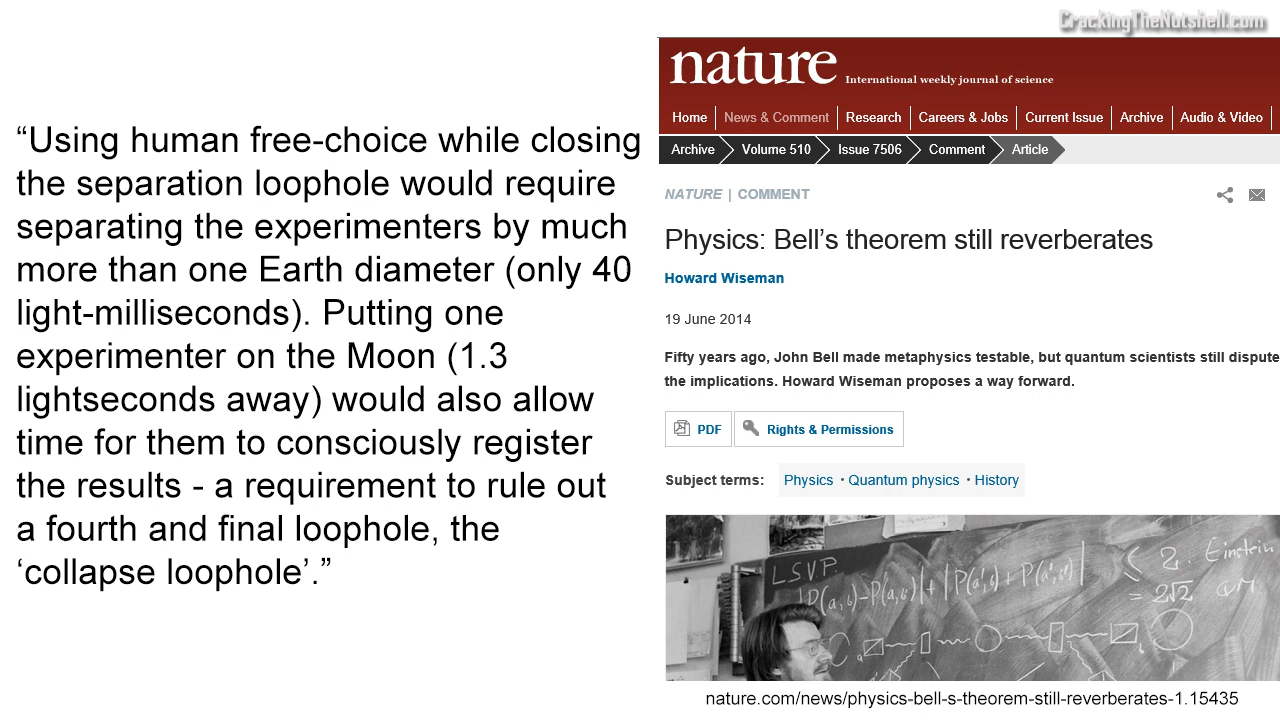 CrackingTheNutshell.com
“Using human free-choice while closing
the separation loophole would require
separating the experimenters by much
more than one Earth diameter (only 40
light-milliseconds). Putting one
experimenter on the Moon (1.3
lightseconds away) would also allow
time for them to consciously register
the results - a requirement to rule out
a fourth and final loophole, the
‘collapse loophole’.”
nature International weekly journal of science
Home News & Comment Research Careers & Jobs Current Issue Archive Audio & Video
Archive Volume 510 Issue 7506 Comment Article
NATURE | COMMENT
Physics: Bell’s theorem still reverberates
Howard Wiseman
19 June 2014
Fifty years ago, John Bell made metaphysics testable, but quantum scientists still dispute
the implications. Howard Wiseman proposes a way forward.
PDF Rights & Permissions
Subject terms: Physics · Quantum physics · History
L.S.V.P. ⟨ 2. Einstein
|P(a,b)-P(a,b')|+|P(a',b')+P(a',b)| = 2√2 QM
nature.com/news/physics-bell-s-theorem-still-reverberates-1.15435